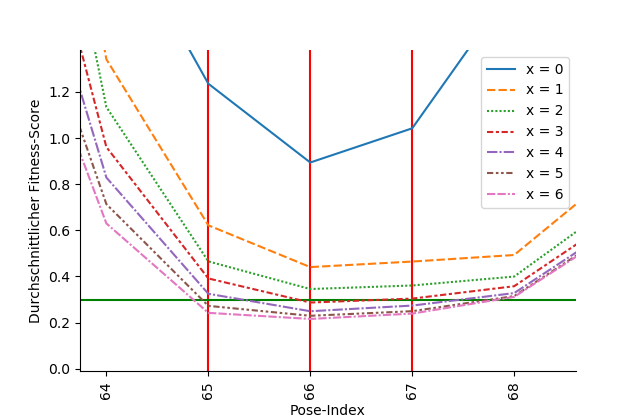 Durchschnittlicher Fitness-Score
1.2
1.0
0.8
0.6
0.4
0.2
0.0
x = 0
x = 1
x = 2
x = 3
x = 4
x = 5
x = 6
64 65 66 67 68
Pose-Index